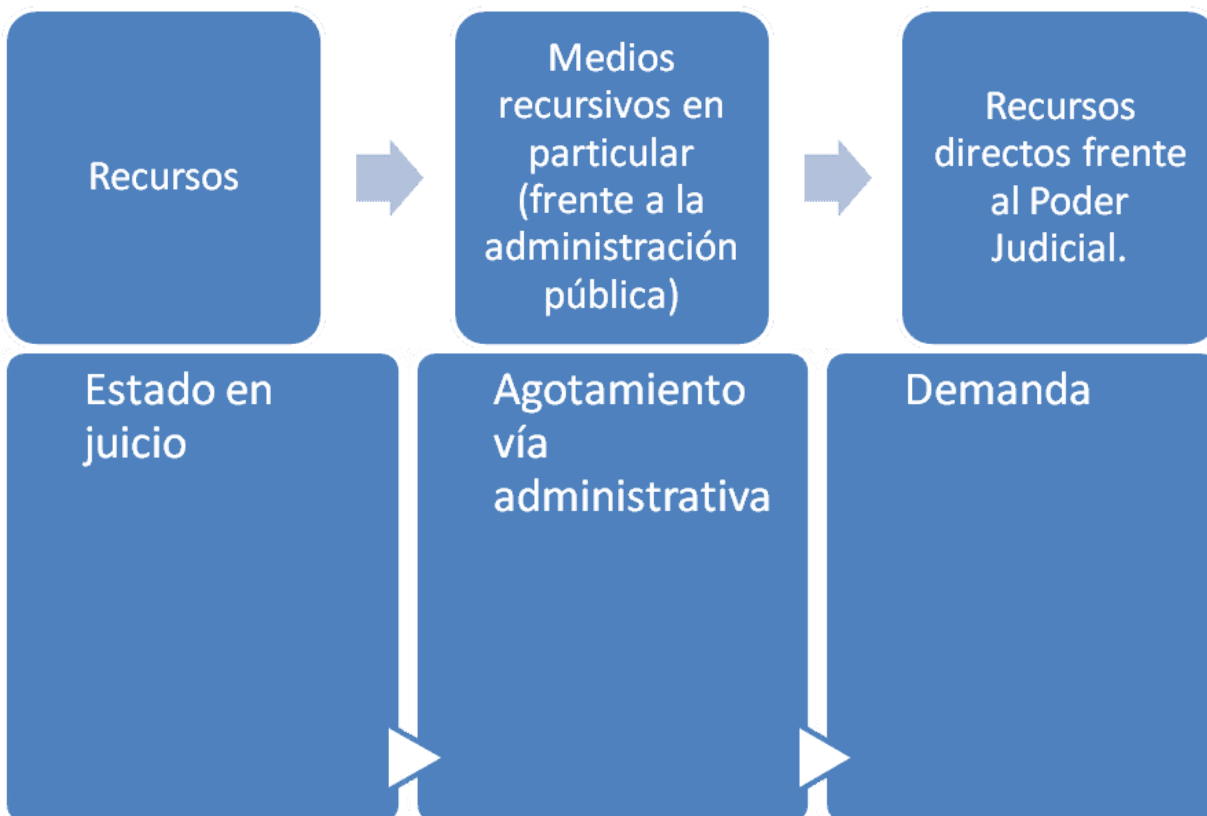 Recursos
Medios
recursivos en
particular
(frente a la
administración
pública)
Recursos
directos frente
al Poder
Judicial.
Estado en
juicio
Agotamiento
vía
administrativa
Demanda